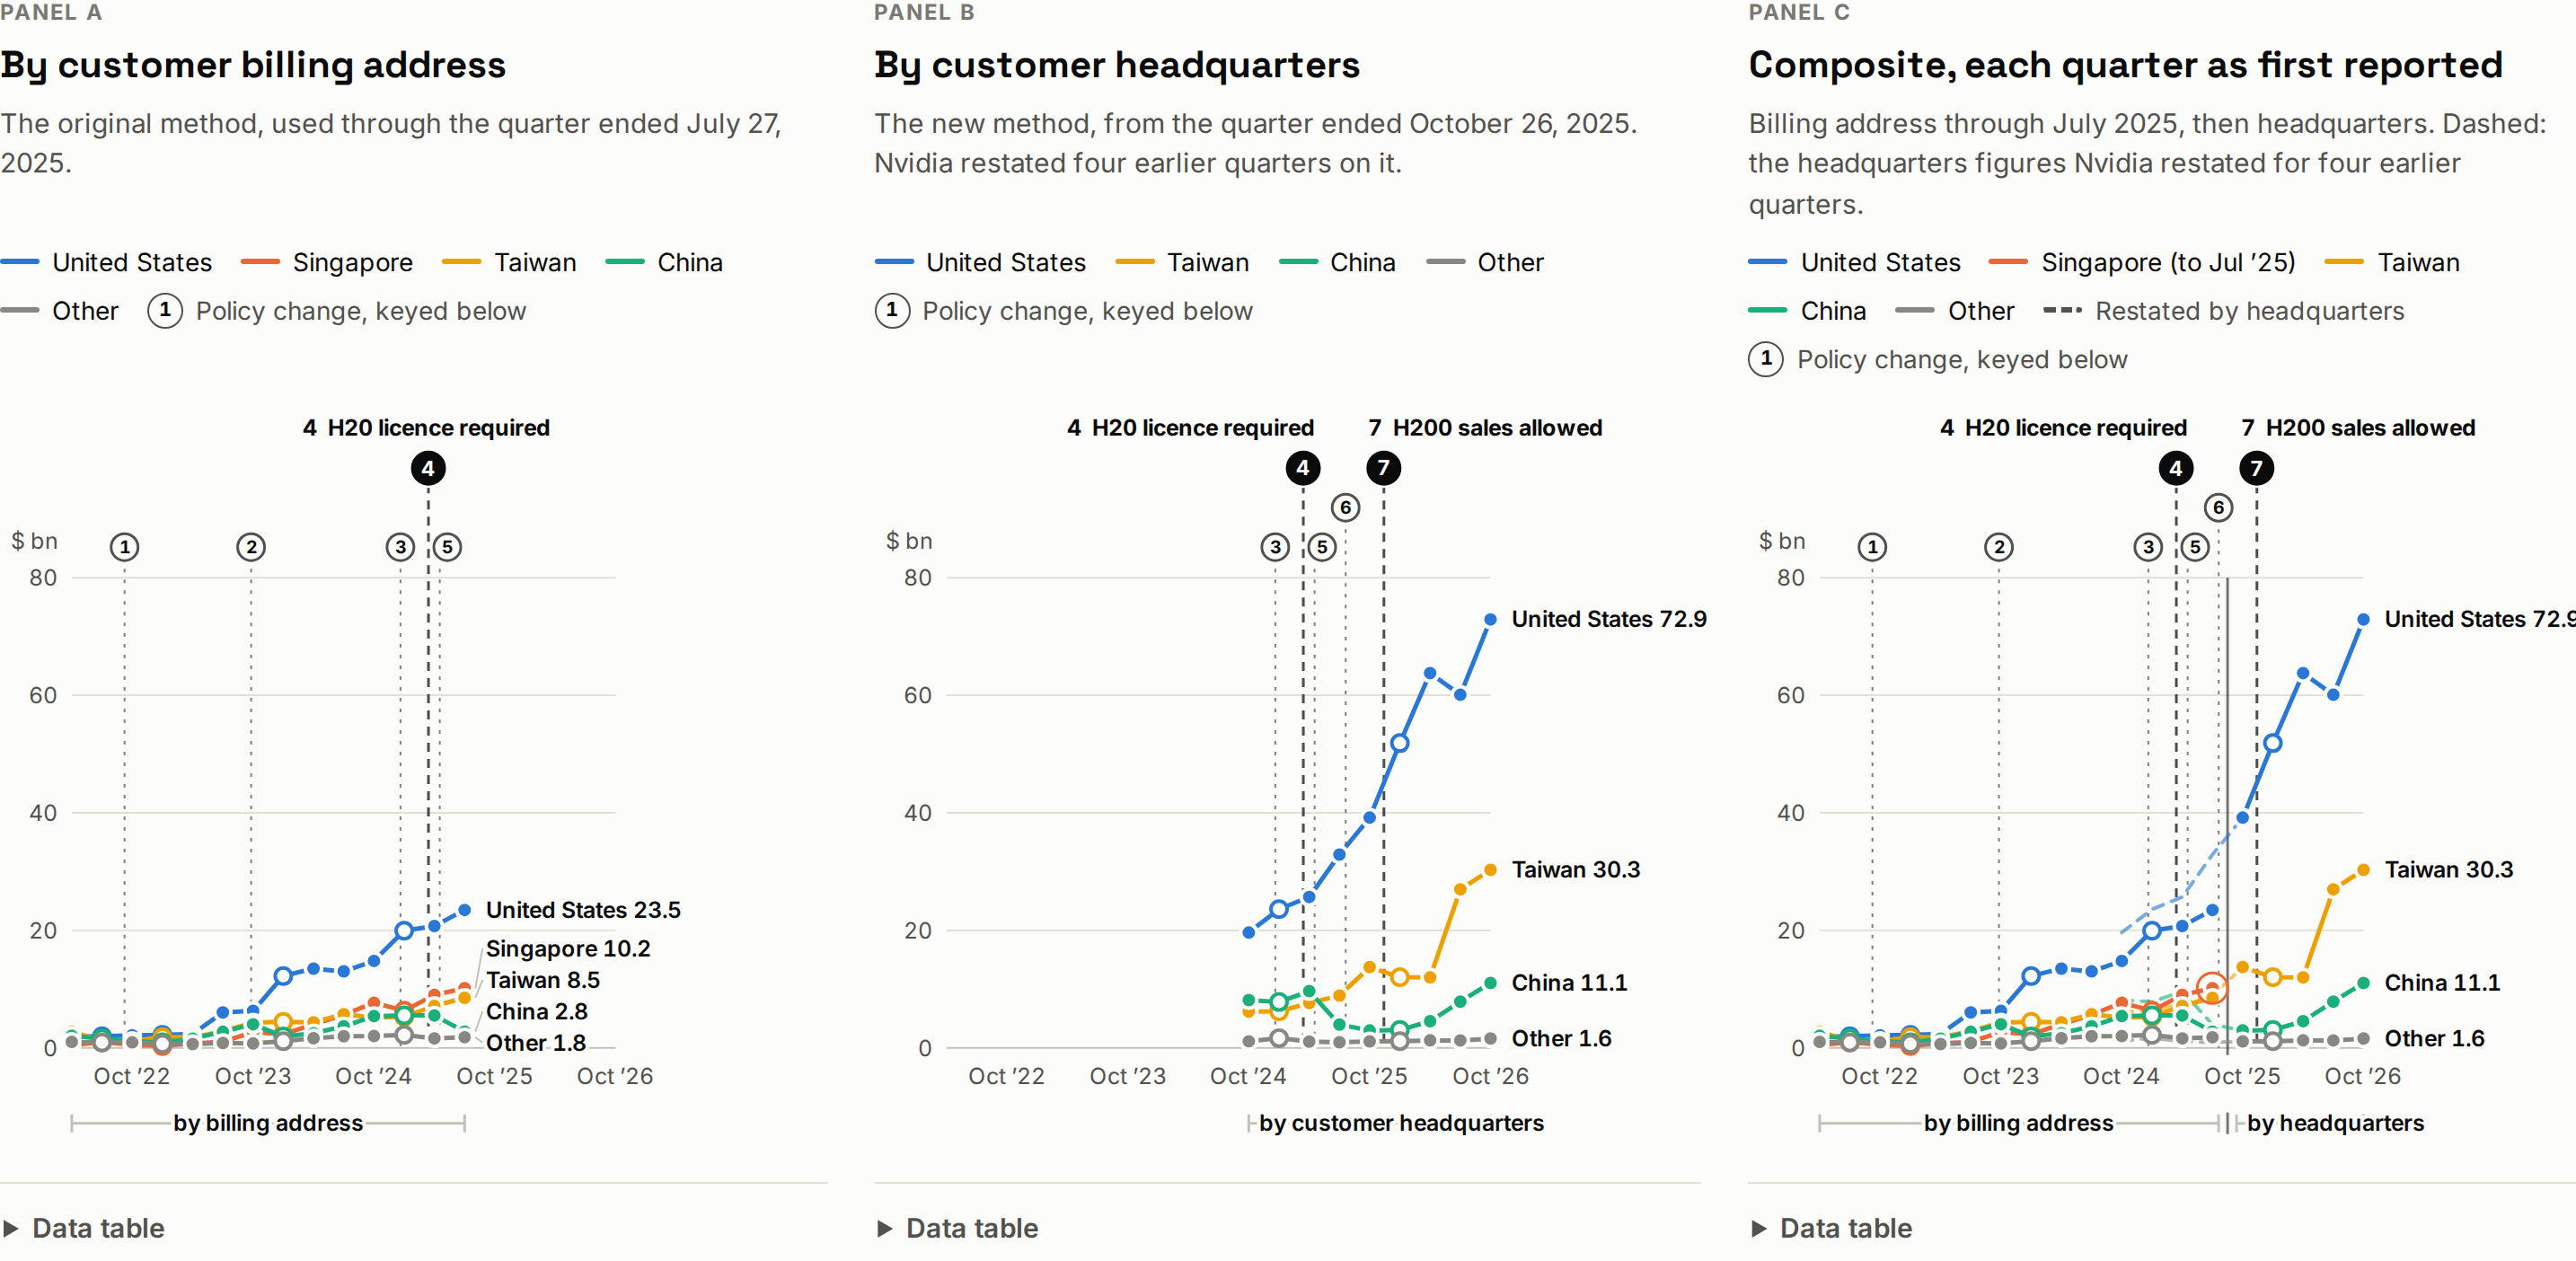 PANEL A
By customer billing address
The original method, used through the quarter ended July 27,
2025.
United States Singapore Taiwan China
Other 1 Policy change, keyed below
4 H20 licence required
4
$ bn
1 2 3 5
80
60
40
20
0
United States 23.5
Singapore 10.2
Taiwan 8.5
China 2.8
Other 1.8
Oct ’22 Oct ’23 Oct ’24 Oct ’25 Oct ’26
by billing address
Data table
PANEL B
By customer headquarters
The new method, from the quarter ended October 26, 2025.
Nvidia restated four earlier quarters on it.
United States Taiwan China Other
1 Policy change, keyed below
4 H20 licence required 7 H200 sales allowed
4 7
6
$ bn
3 5
80
60
40
20
0
United States 72.9
Taiwan 30.3
China 11.1
Other 1.6
Oct ’22 Oct ’23 Oct ’24 Oct ’25 Oct ’26
by customer headquarters
Data table
PANEL C
Composite, each quarter as first reported
Billing address through July 2025, then headquarters. Dashed:
the headquarters figures Nvidia restated for four earlier
quarters.
United States Singapore (to Jul ’25) Taiwan
China Other Restated by headquarters
1 Policy change, keyed below
4 H20 licence required 7 H200 sales allowed
4 7
6
$ bn
1 2 3 5
80
60
40
20
0
United States 72.9
Taiwan 30.3
China 11.1
Other 1.6
Oct ’22 Oct ’23 Oct ’24 Oct ’25 Oct ’26
by billing address by headquarters
Data table